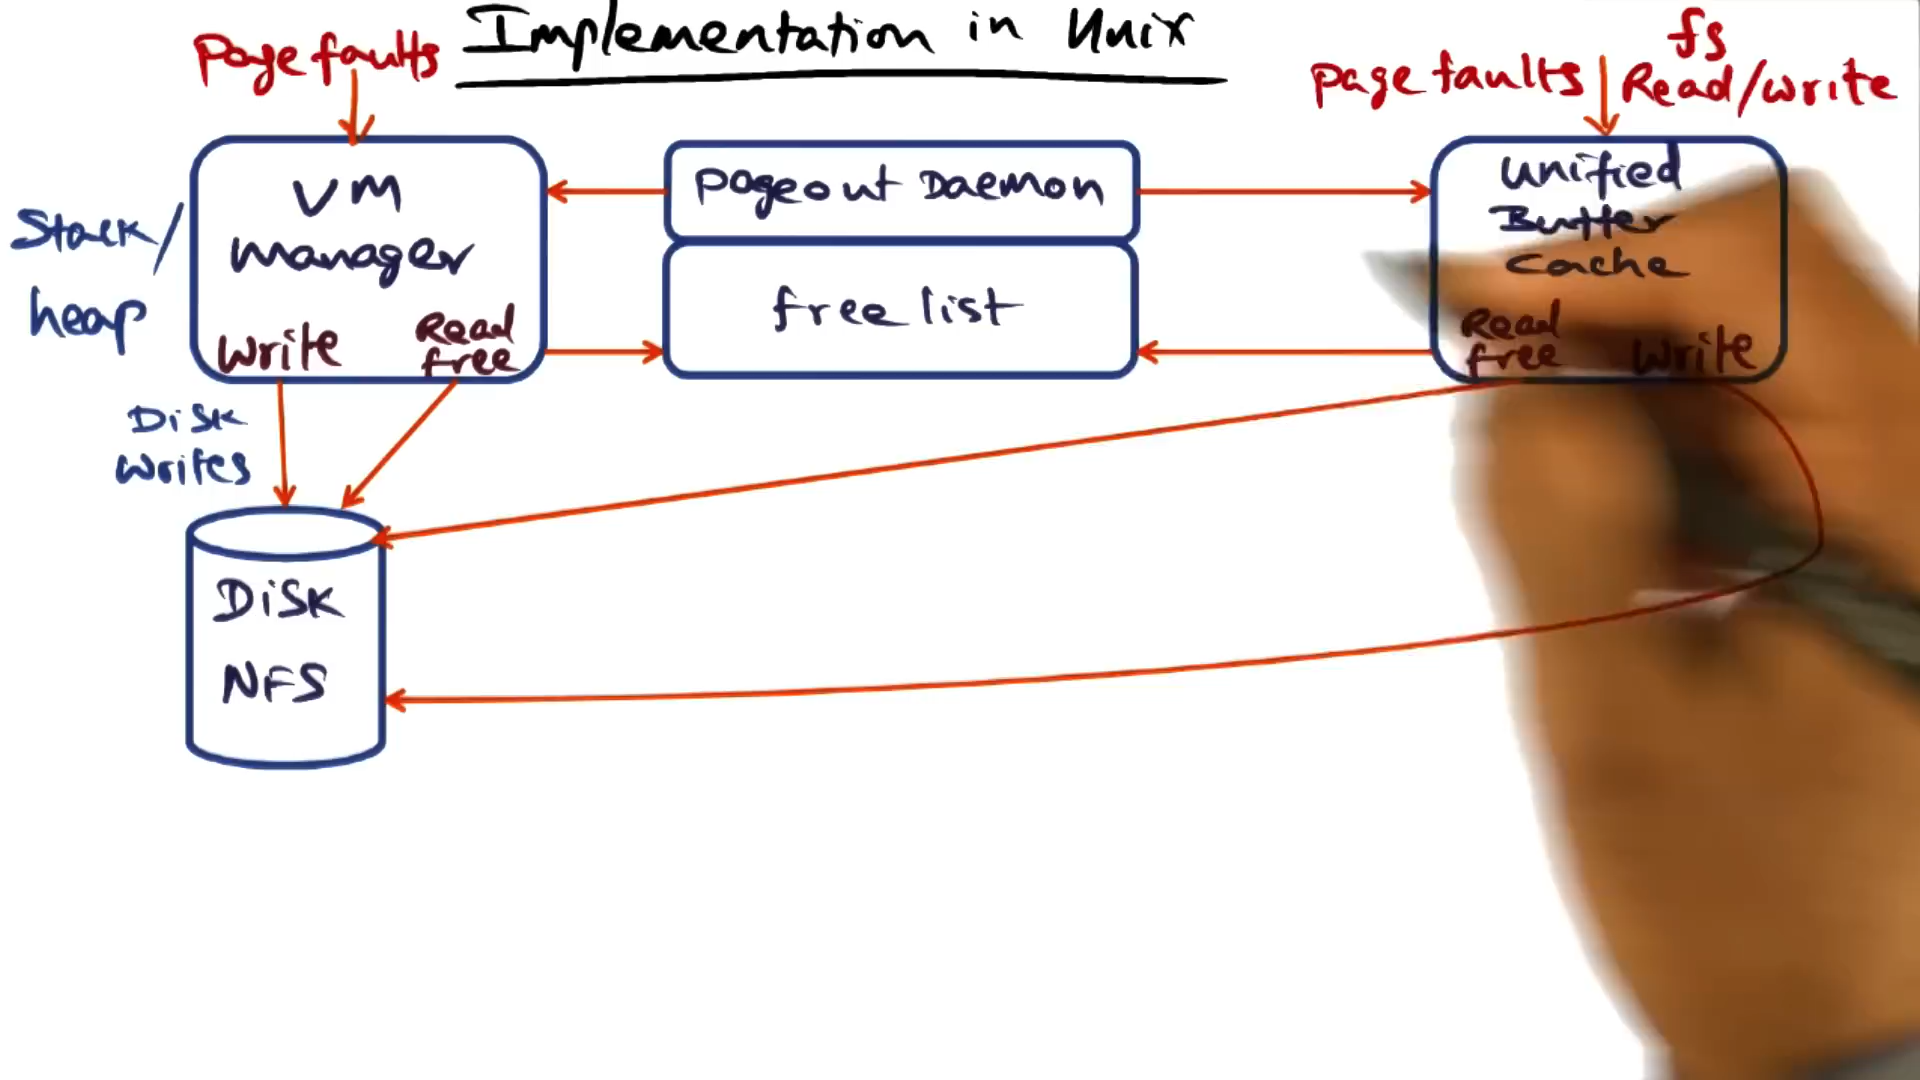 Implementation in Unix
Page faults
fs
page faults
Read/write
VM
Manager
Write
Read
free
Stack/
heap
Pageout Daemon
free list
Unified
Buffer
Cache
Read
free
Write
Disk
Writes
Disk
NFS